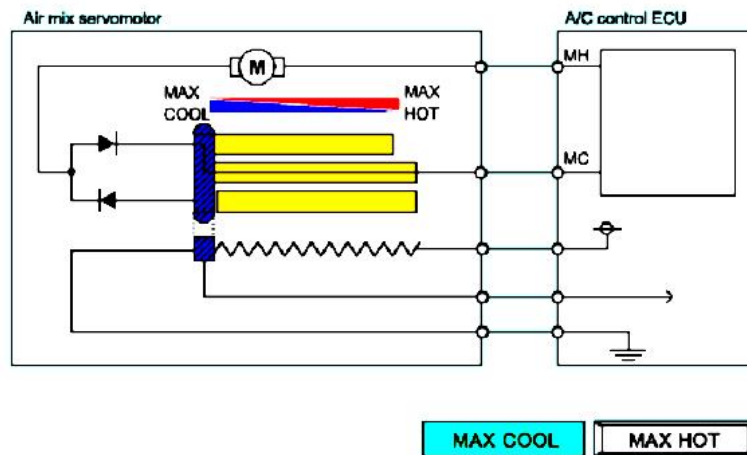 Air mix servomotor
A/C control ECU
M
MH
MAX
COOL
MAX
HOT
MC
MAX COOL
MAX HOT